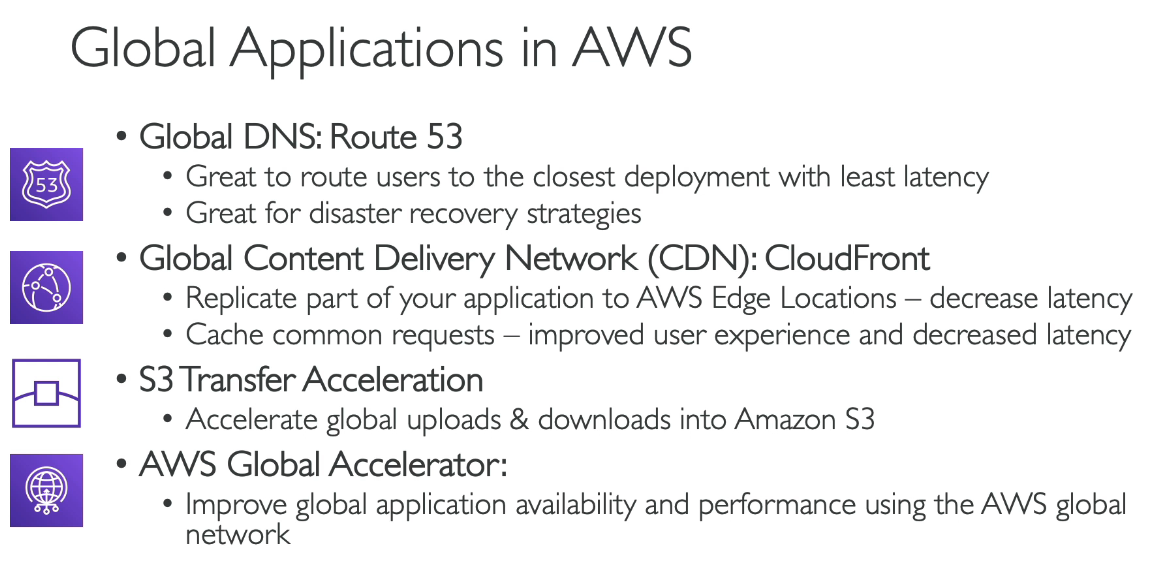 Global Applications in AWS
• Global DNS: Route 53
• Great to route users to the closest deployment with least latency
53
• Great for disaster recovery strategies
• Global Content Delivery Network (CDN): CloudFront
• Replicate part of your application to AWS Edge Locations – decrease latency
• Cache common requests – improved user experience and decreased latency
• S3 Transfer Acceleration
• Accelerate global uploads & downloads into Amazon S3
• AWS Global Accelerator:
• Improve global application availability and performance using the AWS global
network